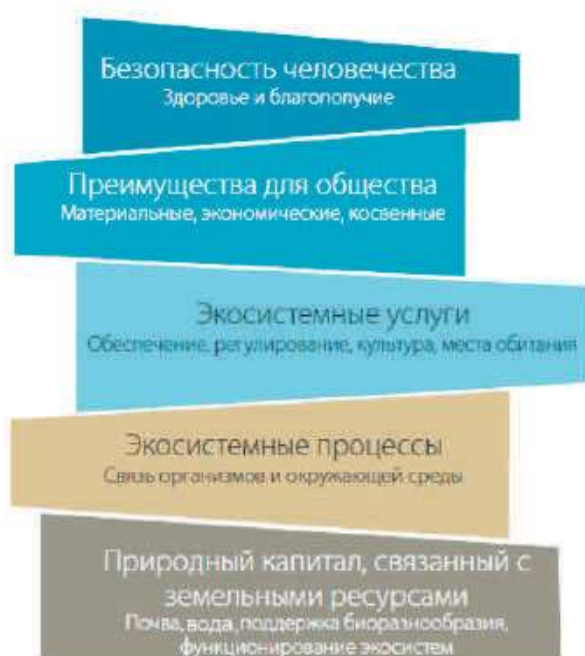 Безопасность человечества
Здоровье и благополучие
Преимущества для общества
Материальные, экономические, косвенные
Экосистемные услуги
Обеспечение, регулирование, культура, места обитания
Экосистемные процессы
Связь организмов и окружающей среды
Природный капитал, связанный с
земельными ресурсами
Почва, вода, поддержка биоразнообразия,
функционирование экосистем